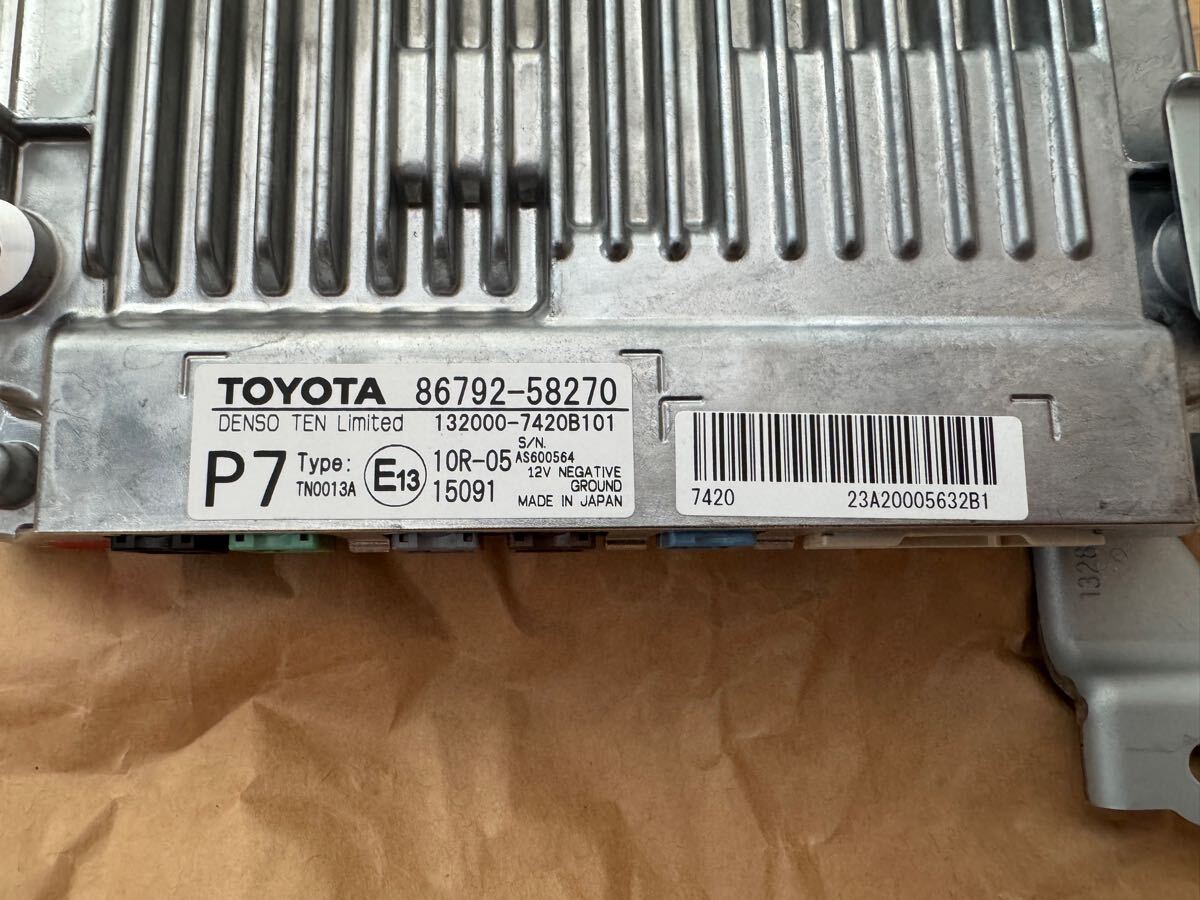 TOYOTA 86792-58270
DENSO TEN Limited 132000-7420B101
P7 Type: TN0013A
E13
10R-05
15091
S/N. AS600564
12V NEGATIVE
GROUND
MADE IN JAPAN
7420 23A20005632B1
1328